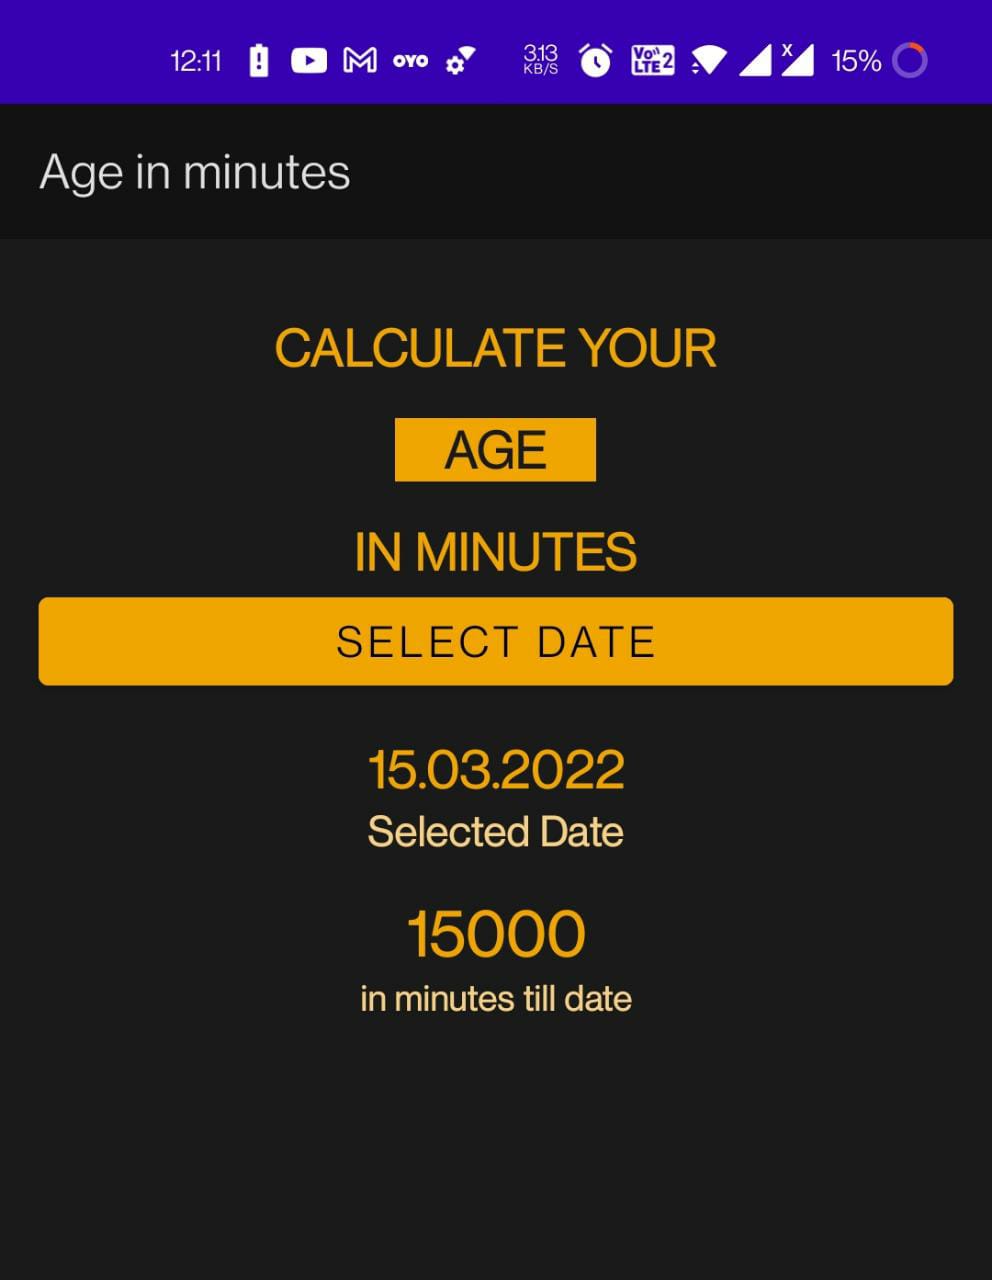 12:11 OYO 3.13 KB/S Vo)) LTE 2 X 15%
Age in minutes
CALCULATE YOUR
AGE
IN MINUTES
SELECT DATE
15.03.2022
Selected Date
15000
in minutes till date